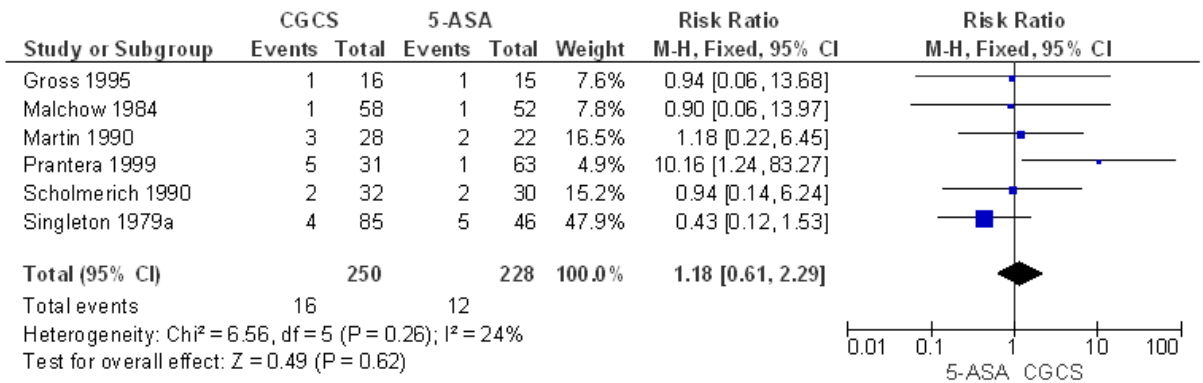 CGCS 5-ASA Risk Ratio Risk Ratio
Study or Subgroup Events Total Events Total Weight M-H, Fixed, 95% CI M-H, Fixed, 95% CI
Gross 1995 1 16 1 15 7.6% 0.94 [0.06, 13.68]
Malchow 1984 1 58 1 52 7.8% 0.90 [0.06, 13.97]
Martin 1990 3 28 2 22 16.5% 1.18 [0.22, 6.45]
Prantera 1999 5 31 1 63 4.9% 10.16 [1.24, 83.27]
Scholmerich 1990 2 32 2 30 15.2% 0.94 [0.14, 6.24]
Singleton 1979a 4 85 5 46 47.9% 0.43 [0.12, 1.53]
Total (95% CI) 250 228 100.0% 1.18 [0.61, 2.29]
Total events 16 12
Heterogeneity: Chi² = 6.56, df = 5 (P = 0.26); I² = 24%
Test for overall effect: Z = 0.49 (P = 0.62)
0.01 0.1 1 10 100
5-ASA CGCS